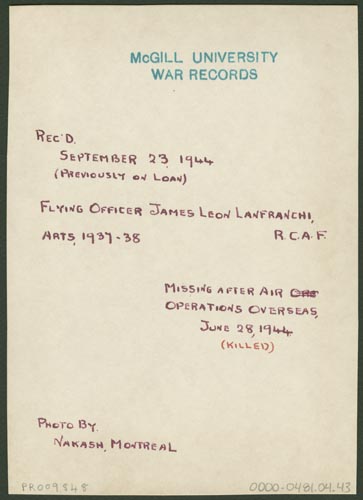 McGILL UNIVERSITY
WAR RECORDS
REC'D.
SEPTEMBER 23, 1944
(PREVIOUSLY ON LOAN)
FLYING OFFICER JAMES LEON LANFRANCHI,
ARTS, 1937-38 R.C.A.F.
MISSING AFTER AIR
OPERATIONS OVERSEAS,
JUNE 28, 1944
(KILLED)
PHOTO BY
NAKASH, MONTREAL
PR009848 0000-0481.04.43